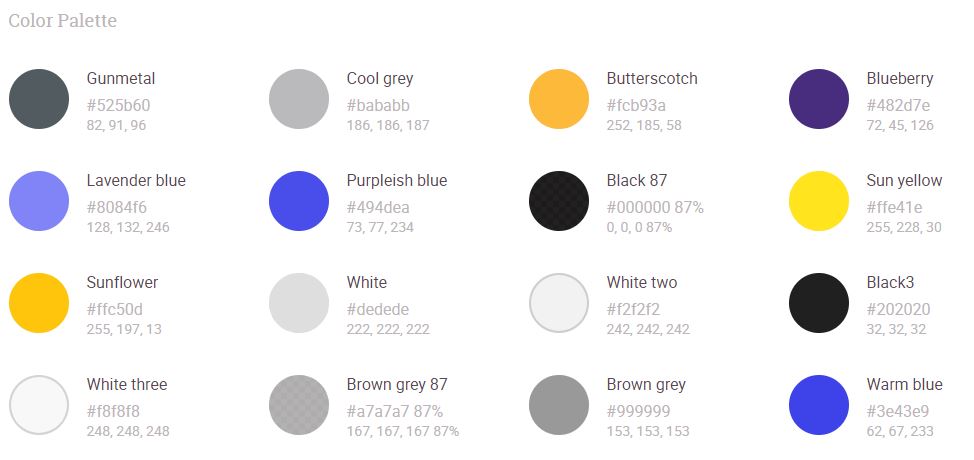 Color Palette
Gunmetal
#525b60
82, 91, 96
Cool grey
#bababb
186, 186, 187
Butterscotch
#fcb93a
252, 185, 58
Blueberry
#482d7e
72, 45, 126
Lavender blue
#8084f6
128, 132, 246
Purpleish blue
#494dea
73, 77, 234
Black 87
#000000 87%
0, 0, 0 87%
Sun yellow
#ffe41e
255, 228, 30
Sunflower
#ffc50d
255, 197, 13
White
#dedede
222, 222, 222
White two
#f2f2f2
242, 242, 242
Black3
#202020
32, 32, 32
White three
#f8f8f8
248, 248, 248
Brown grey 87
#a7a7a7 87%
167, 167, 167 87%
Brown grey
#999999
153, 153, 153
Warm blue
#3e43e9
62, 67, 233